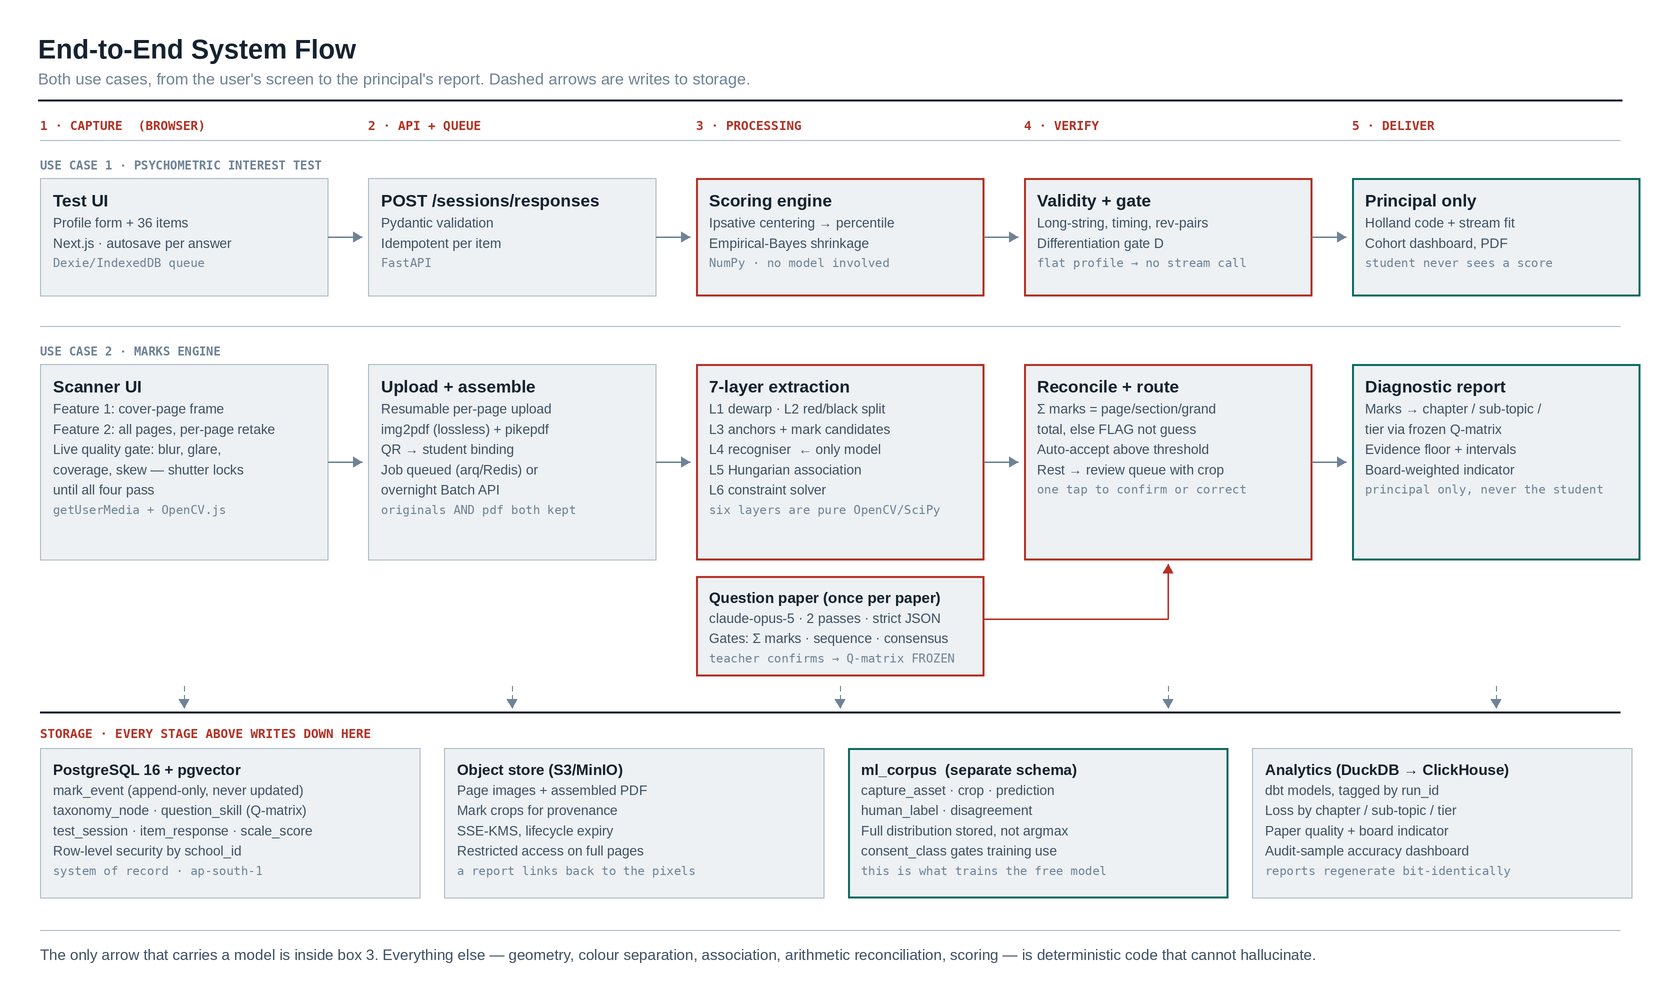 End-to-End System Flow
Both use cases, from the user's screen to the principal's report. Dashed arrows are writes to storage.
1 · CAPTURE (BROWSER)
2 · API + QUEUE
3 · PROCESSING
4 · VERIFY
5 · DELIVER
USE CASE 1 · PSYCHOMETRIC INTEREST TEST
Test UI
Profile form + 36 items
Next.js · autosave per answer
Dexie/IndexedDB queue
POST /sessions/responses
Pydantic validation
Idempotent per item
FastAPI
Scoring engine
Ipsative centering → percentile
Empirical-Bayes shrinkage
NumPy · no model involved
Validity + gate
Long-string, timing, rev-pairs
Differentiation gate D
flat profile → no stream call
Principal only
Holland code + stream fit
Cohort dashboard, PDF
student never sees a score
USE CASE 2 · MARKS ENGINE
Scanner UI
Feature 1: cover-page frame
Feature 2: all pages, per-page retake
Live quality gate: blur, glare,
coverage, skew — shutter locks
until all four pass
getUserMedia + OpenCV.js
Upload + assemble
Resumable per-page upload
img2pdf (lossless) + pikepdf
QR → student binding
Job queued (arq/Redis) or
overnight Batch API
originals AND pdf both kept
7-layer extraction
L1 dewarp · L2 red/black split
L3 anchors + mark candidates
L4 recogniser ← only model
L5 Hungarian association
L6 constraint solver
six layers are pure OpenCV/SciPy
Reconcile + route
Σ marks = page/section/grand
total, else FLAG not guess
Auto-accept above threshold
Rest → review queue with crop
one tap to confirm or correct
Diagnostic report
Marks → chapter / sub-topic /
tier via frozen Q-matrix
Evidence floor + intervals
Board-weighted indicator
principal only, never the student
Question paper (once per paper)
claude-opus-5 · 2 passes · strict JSON
Gates: Σ marks · sequence · consensus
teacher confirms → Q-matrix FROZEN
STORAGE · EVERY STAGE ABOVE WRITES DOWN HERE
PostgreSQL 16 + pgvector
mark_event (append-only, never updated)
taxonomy_node · question_skill (Q-matrix)
test_session · item_response · scale_score
Row-level security by school_id
system of record · ap-south-1
Object store (S3/MinIO)
Page images + assembled PDF
Mark crops for provenance
SSE-KMS, lifecycle expiry
Restricted access on full pages
a report links back to the pixels
ml_corpus (separate schema)
capture_asset · crop · prediction
human_label · disagreement
Full distribution stored, not argmax
consent_class gates training use
this is what trains the free model
Analytics (DuckDB → ClickHouse)
dbt models, tagged by run_id
Loss by chapter / sub-topic / tier
Paper quality + board indicator
Audit-sample accuracy dashboard
reports regenerate bit-identically
The only arrow that carries a model is inside box 3. Everything else — geometry, colour separation, association, arithmetic reconciliation, scoring — is deterministic code that cannot hallucinate.